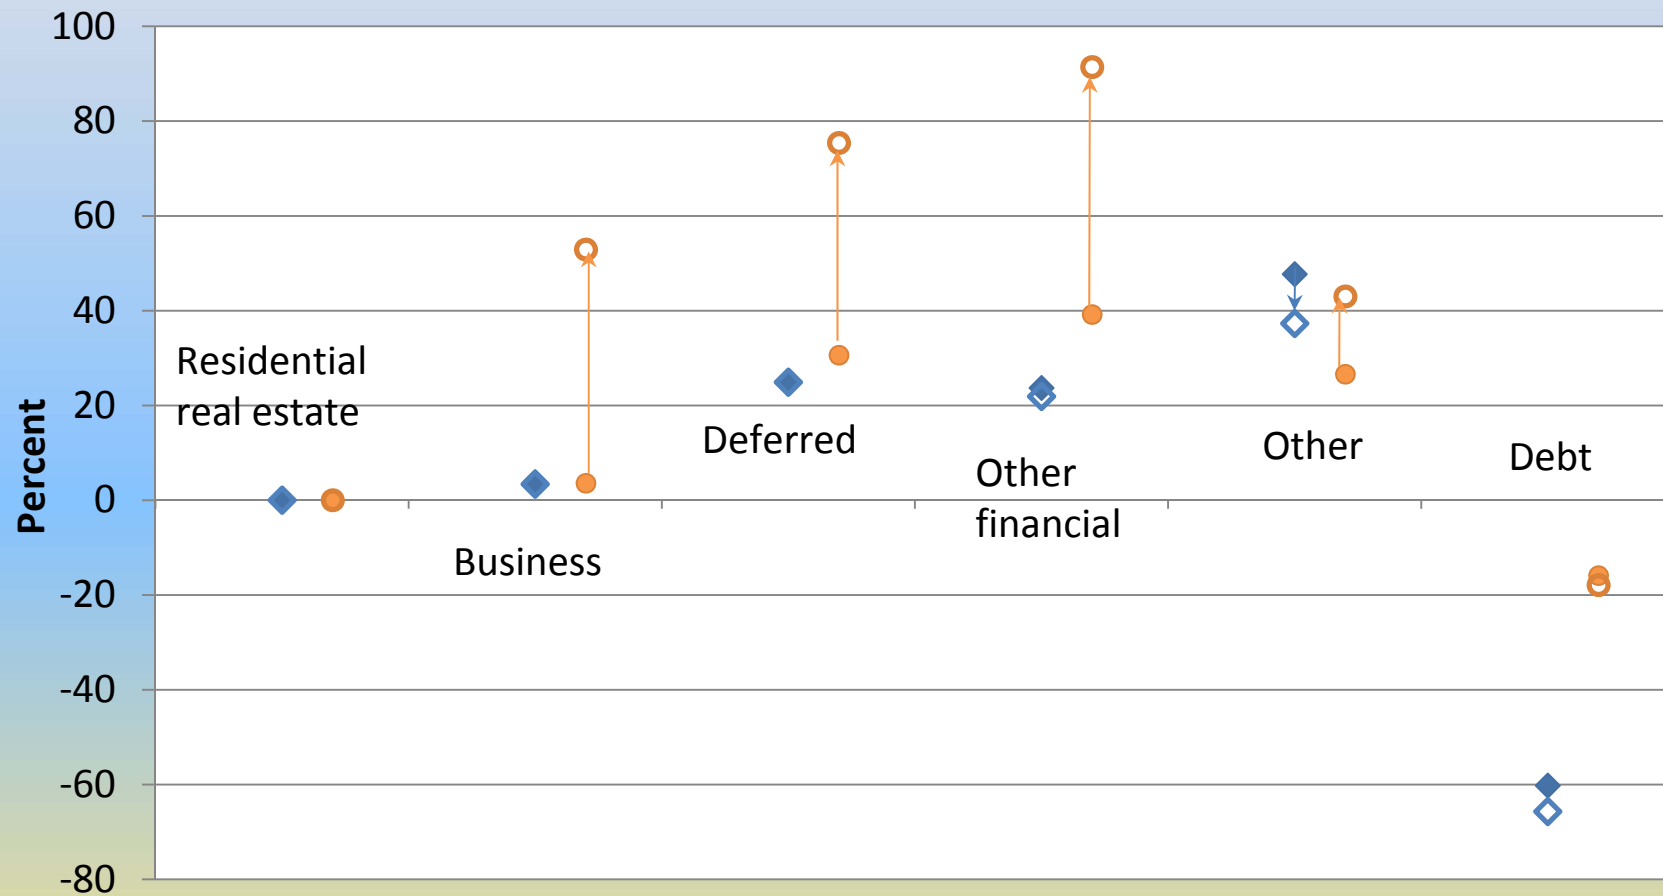 100
80
60
40
20
0
-20
-40
-60
-80
Percent
Residential
real estate
Business
Deferred
Other
financial
Other
Debt